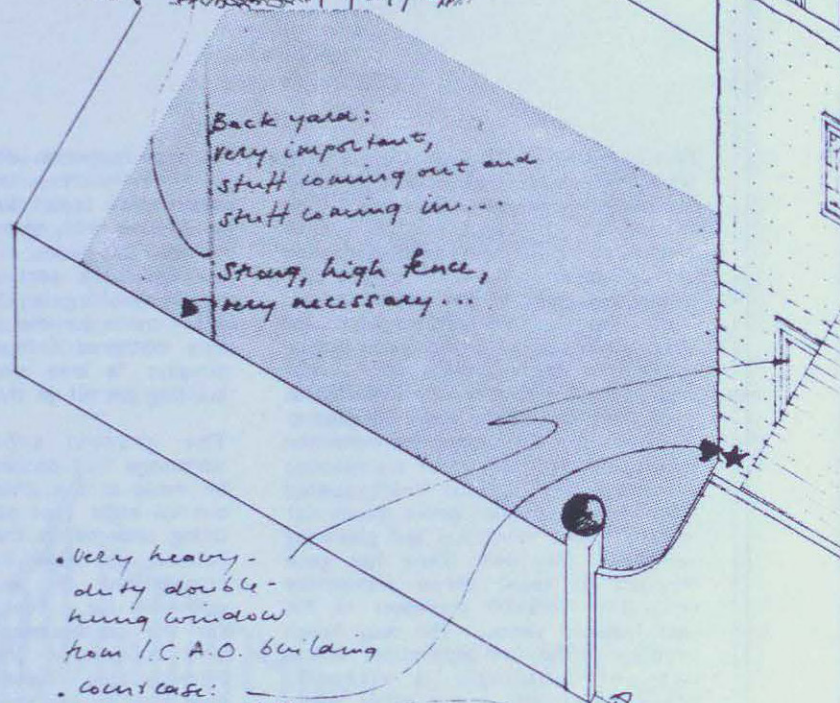 Back yard:
very important,
stuff coming out and
stuff coming in...
Strong, high fence,
very necessary...
• very heavy-
duty double-
hung window
from I.C.A.O. building
• court case: